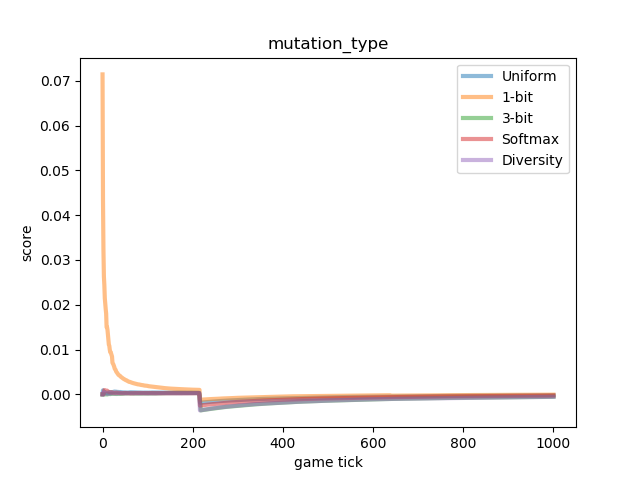 mutation_type
score
0.07
0.06
0.05
0.04
0.03
0.02
0.01
0.00
Uniform
1-bit
3-bit
Softmax
Diversity
0 200 400 600 800 1000
game tick